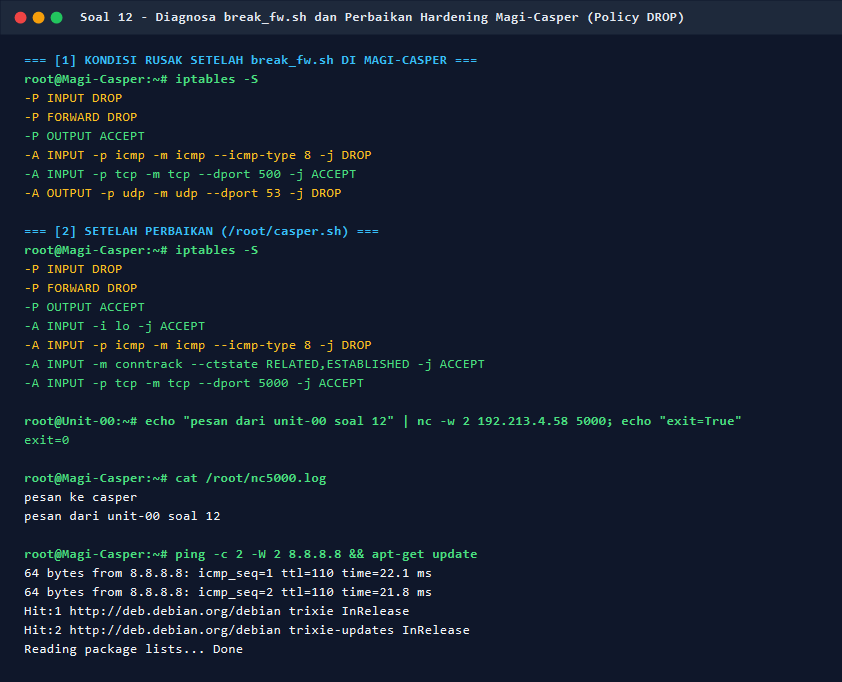 Soal 12 - Diagnosa break_fw.sh dan Perbaikan Hardening Magi-Casper (Policy DROP)
=== [1] KONDISI RUSAK SETELAH break_fw.sh DI MAGI-CASPER ===
root@Magi-Casper:~# iptables -S
-P INPUT DROP
-P FORWARD DROP
-P OUTPUT ACCEPT
-A INPUT -p icmp -m icmp --icmp-type 8 -j DROP
-A INPUT -p tcp -m tcp --dport 500 -j ACCEPT
-A OUTPUT -p udp -m udp --dport 53 -j DROP
=== [2] SETELAH PERBAIKAN (/root/casper.sh) ===
root@Magi-Casper:~# iptables -S
-P INPUT DROP
-P FORWARD DROP
-P OUTPUT ACCEPT
-A INPUT -i lo -j ACCEPT
-A INPUT -p icmp -m icmp --icmp-type 8 -j DROP
-A INPUT -m conntrack --ctstate RELATED,ESTABLISHED -j ACCEPT
-A INPUT -p tcp -m tcp --dport 5000 -j ACCEPT
root@Unit-00:~# echo "pesan dari unit-00 soal 12" | nc -w 2 192.213.4.58 5000; echo "exit=True"
exit=0
root@Magi-Casper:~# cat /root/nc5000.log
pesan ke casper
pesan dari unit-00 soal 12
root@Magi-Casper:~# ping -c 2 -W 2 8.8.8.8 && apt-get update
64 bytes from 8.8.8.8: icmp_seq=1 ttl=110 time=22.1 ms
64 bytes from 8.8.8.8: icmp_seq=2 ttl=110 time=21.8 ms
Hit:1 http://deb.debian.org/debian trixie InRelease
Hit:2 http://deb.debian.org/debian trixie-updates InRelease
Reading package lists... Done